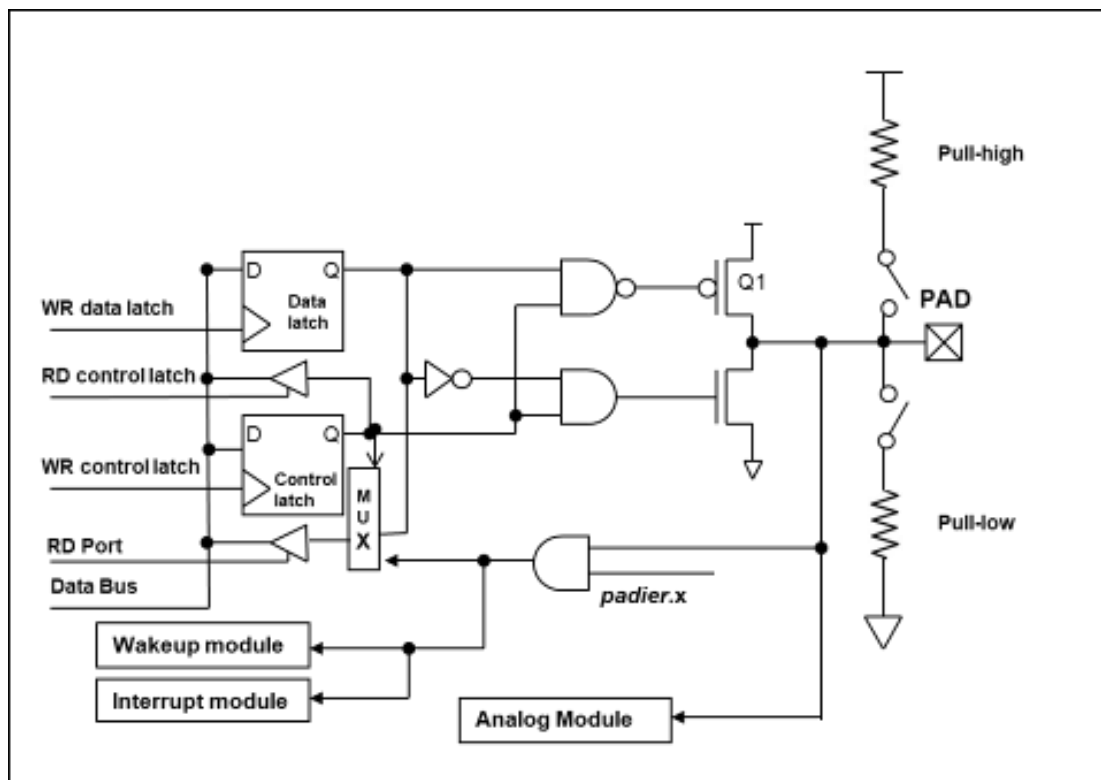 Pull-high
Q1
PAD
D
Q
Data
latch
WR data latch
RD control latch
D
Q
Control
latch
WR control latch
MUX
Pull-low
RD Port
Data Bus
padier.x
Wakeup module
Interrupt module
Analog Module